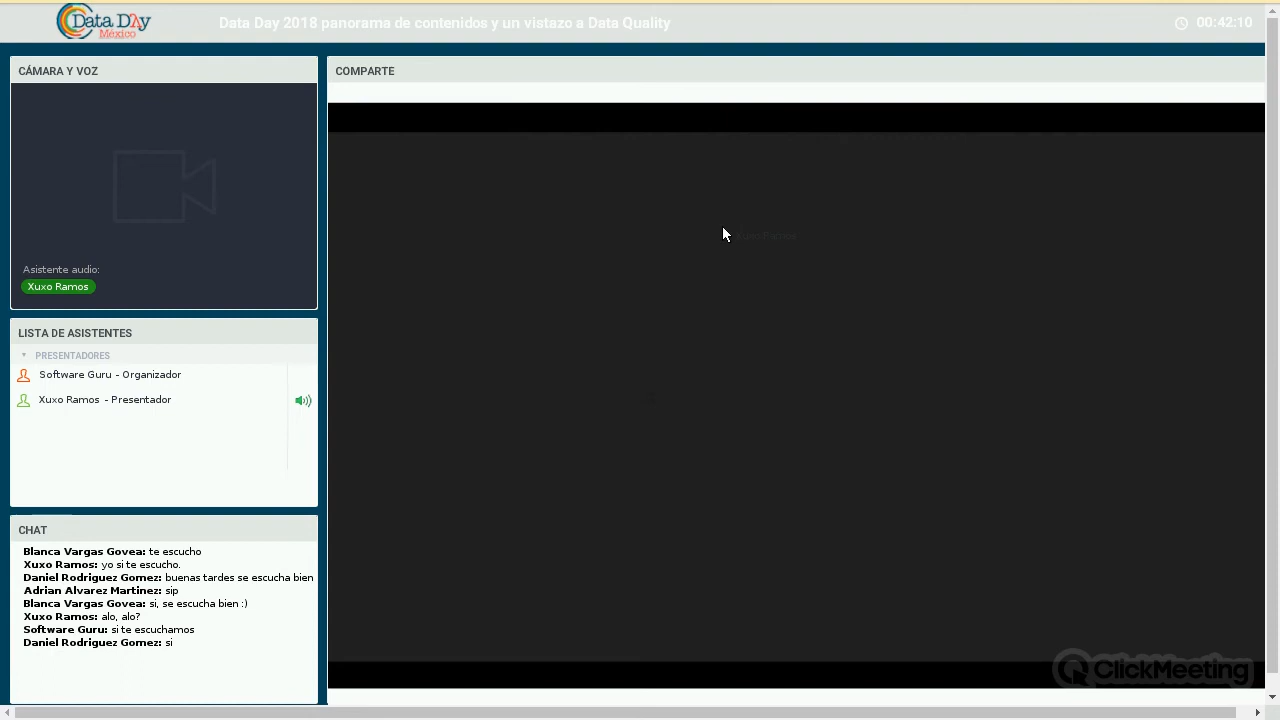 Data Day
México
Data Day 2018 panorama de contenidos y un vistazo a Data Quality
00:42:10
CÁMARA Y VOZ
Asistente audio:
Xuxo Ramos
LISTA DE ASISTENTES
PRESENTADORES
Software Guru - Organizador
Xuxo Ramos - Presentador
CHAT
Blanca Vargas Govea: te escucho
Xuxo Ramos: yo si te escucho.
Daniel Rodriguez Gomez: buenas tardes se escucha bien
Adrian Alvarez Martinez: sip
Blanca Vargas Govea: si, se escucha bien :)
Xuxo Ramos: alo, alo?
Software Guru: si te escuchamos
Daniel Rodriguez Gomez: si
COMPARTE
Xuxo Ramos
ClickMeeting